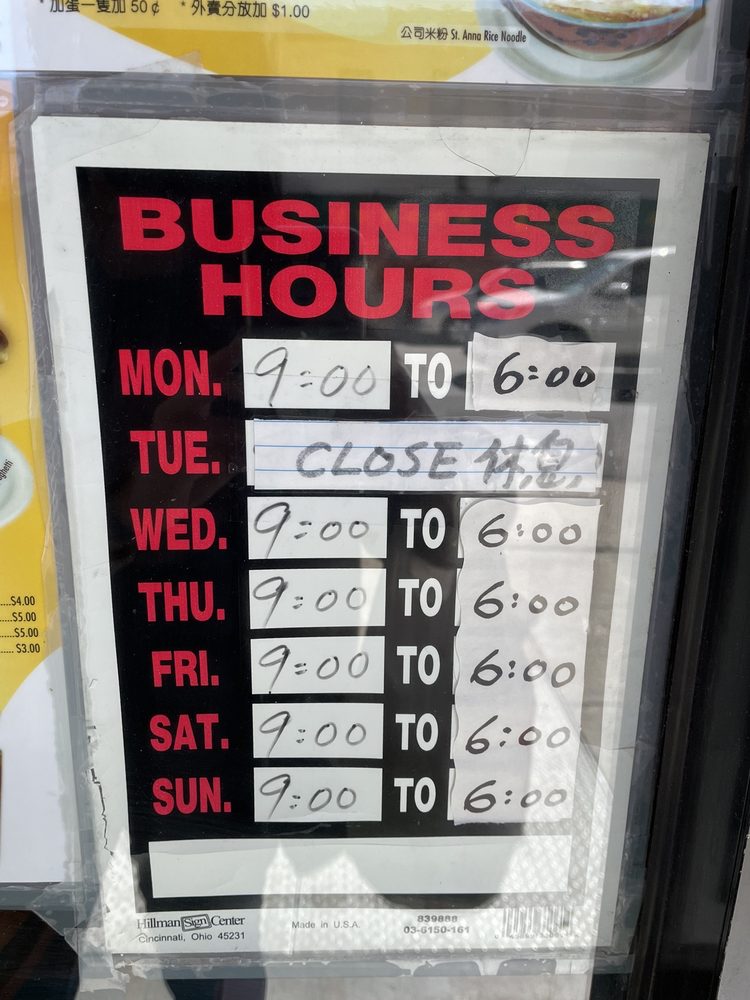 *加蛋一隻加 50¢ *外賣分放加 $1.00
公司米粉 St. Anna Rice Noodle
BUSINESS
HOURS
MON. 9:00 TO 6:00
TUE. CLOSE 休息
WED. 9:00 TO 6:00
THU. 9:00 TO 6:00
FRI. 9:00 TO 6:00
SAT. 9:00 TO 6:00
SUN. 9:00 TO 6:00
Hillman Sign Center
Cincinnati, Ohio 45231
Made in U.S.A.
839888
03-6150-161
...$4.00
...$5.00
...$5.00
.... $3.00